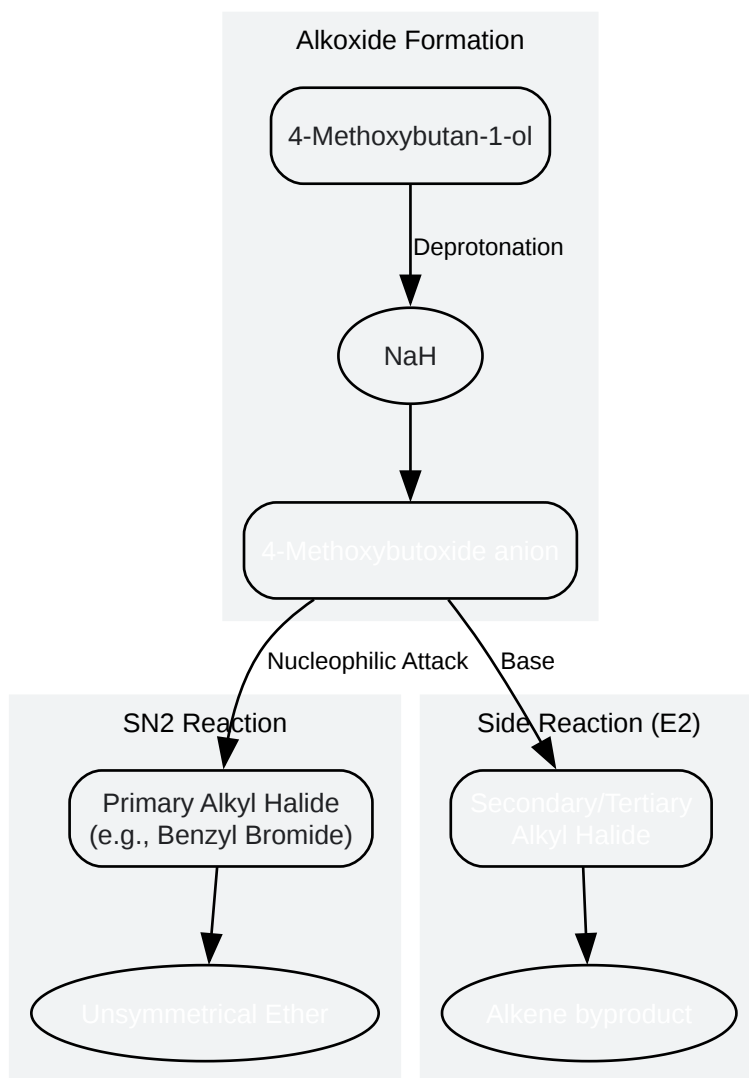 Alkoxide Formation
4-Methoxybutan-1-ol
Deprotonation
NaH
4-Methoxybutoxide anion
Nucleophilic Attack
Base
SN2 Reaction
Side Reaction (E2)
Primary Alkyl Halide
(e.g., Benzyl Bromide)
Secondary/Tertiary
Alkyl Halide
Unsymmetrical Ether
Alkene byproduct